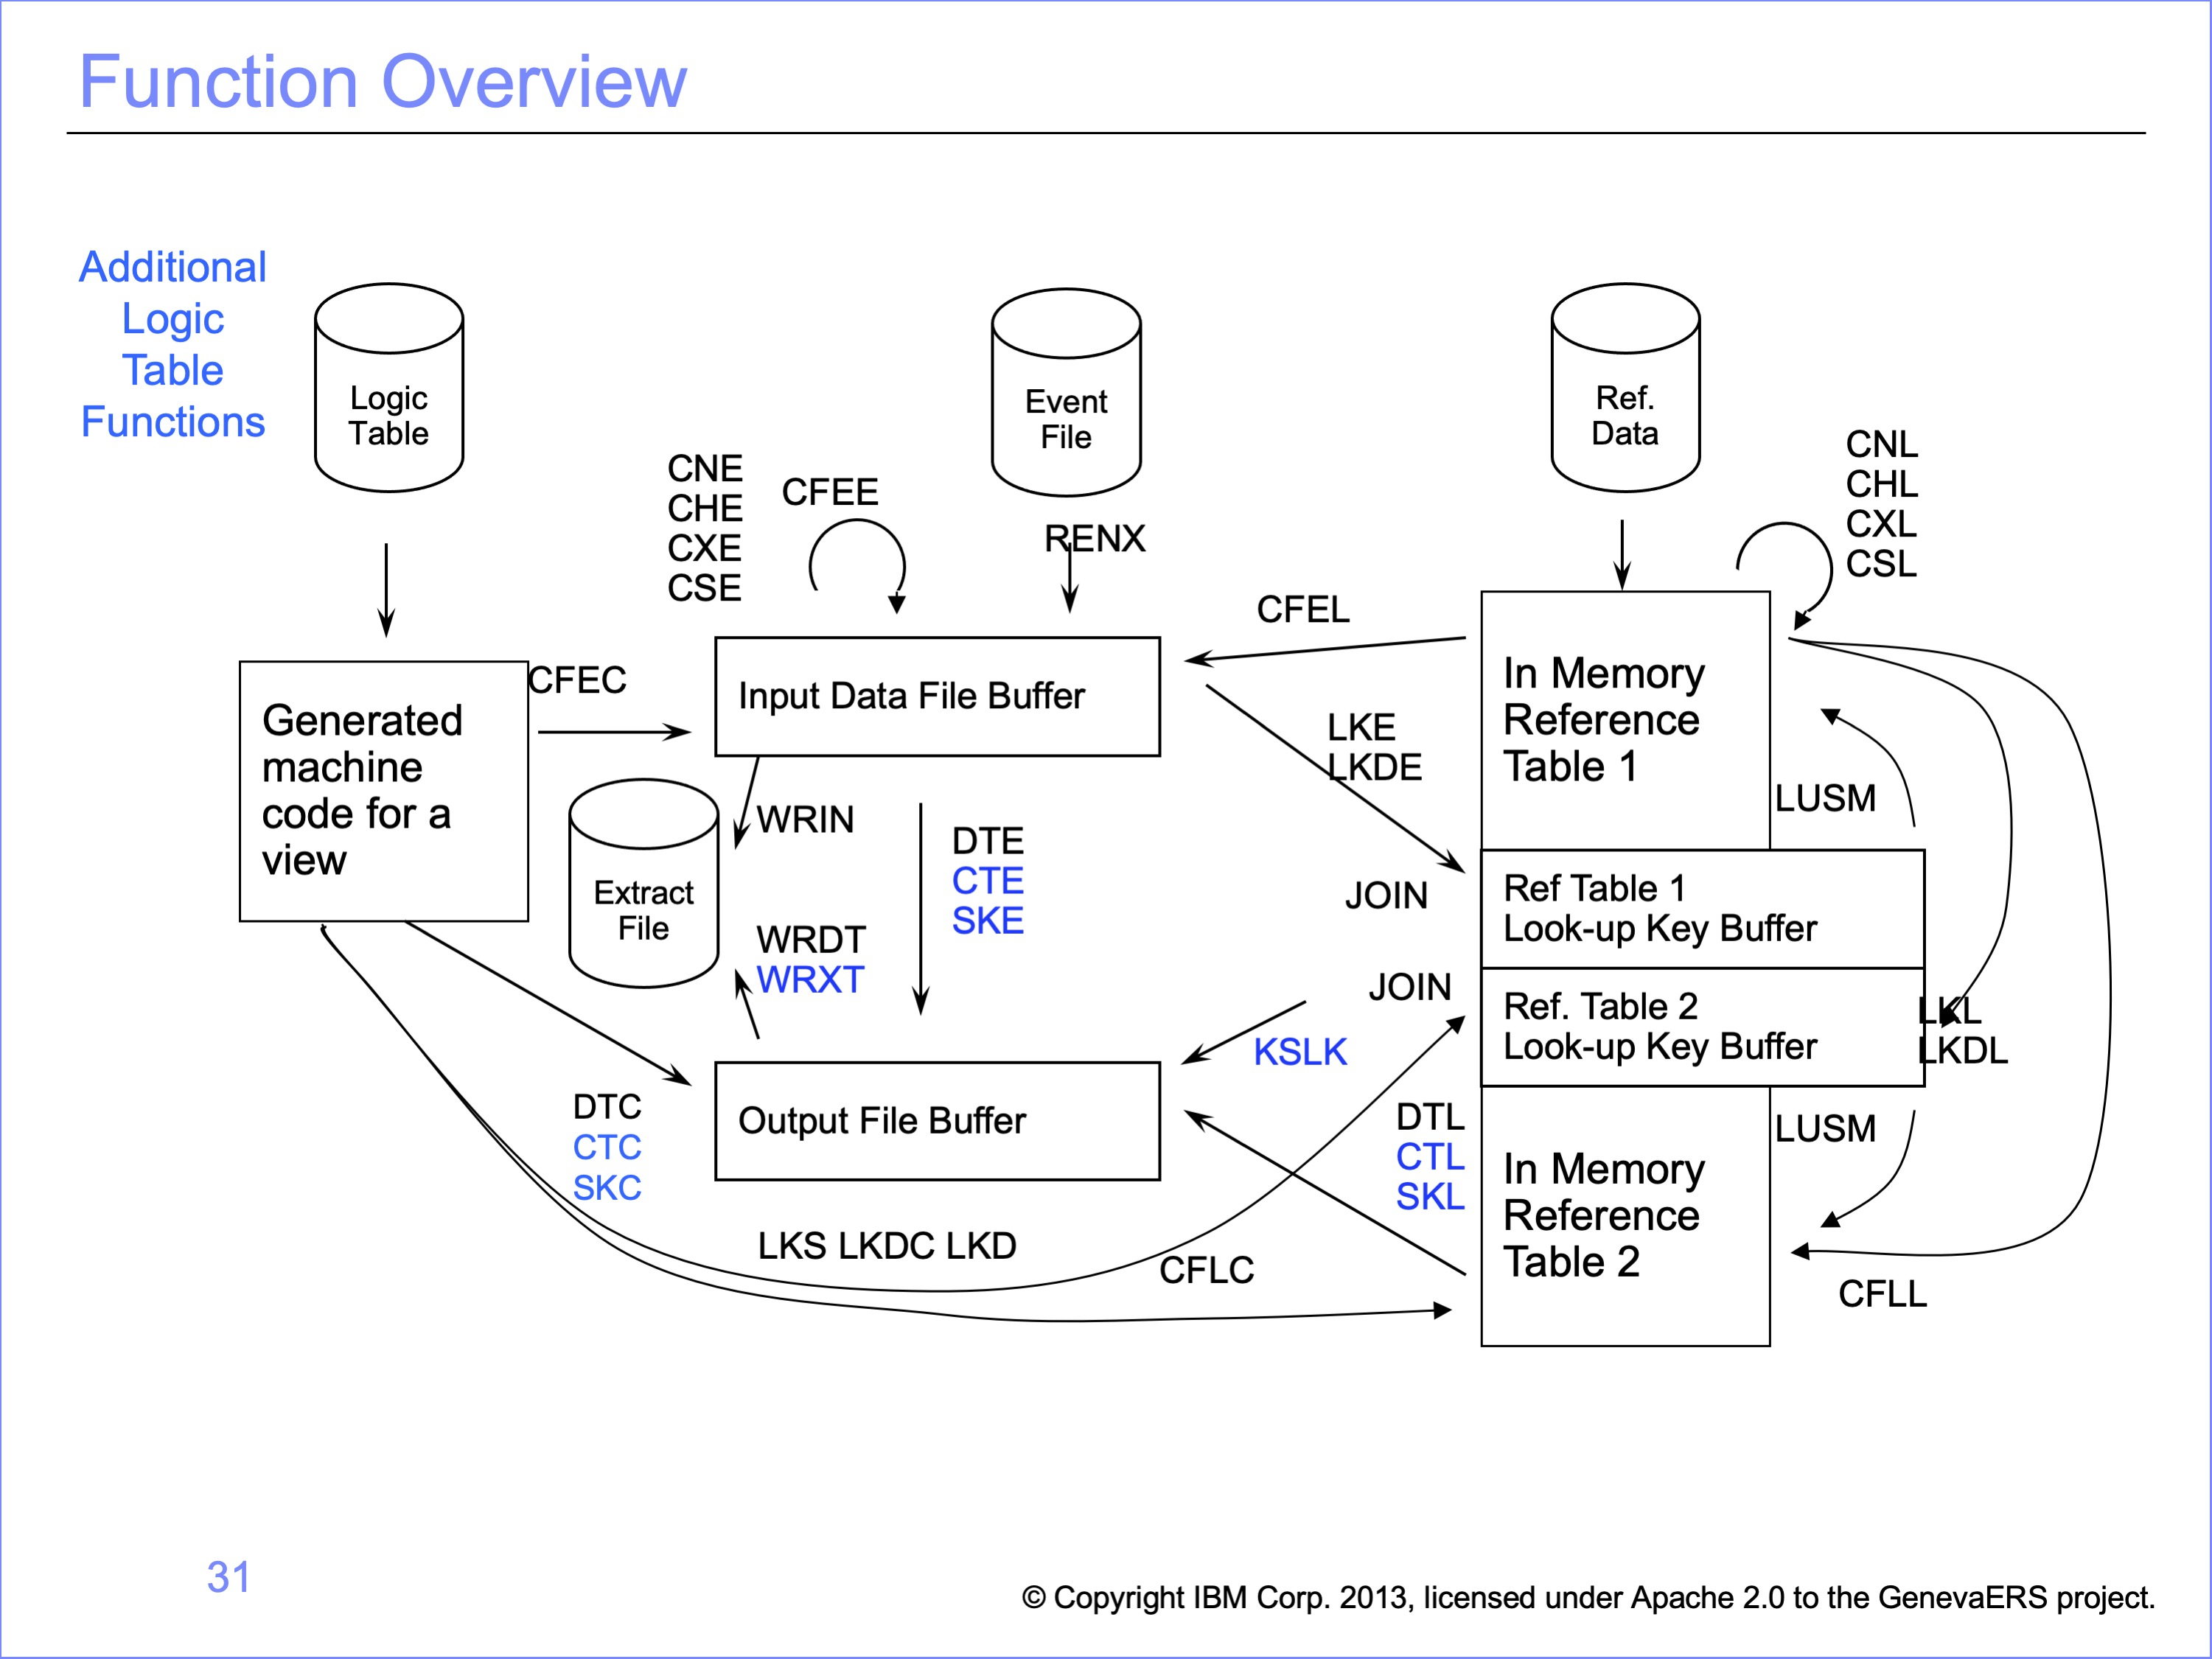 Function Overview
Additional
Logic
Table
Functions
Logic
Table
Event
File
Ref.
Data
CNE
CHE
CXE
CSE
CFEE
RENX
CNL
CHL
CXL
CSL
CFEL
CFEC
Generated
machine
code for a
view
Input Data File Buffer
In Memory
Reference
Table 1
LKE
LKDE
LUSM
WRIN
Extract
File
DTE
CTE
SKE
JOIN
Ref Table 1
Look-up Key Buffer
WRDT
WRXT
JOIN
Ref. Table 2
Look-up Key Buffer
LKL
LKDL
KSLK
DTC
CTC
SKC
Output File Buffer
DTL
CTL
SKL
LUSM
In Memory
Reference
Table 2
LKS LKDC LKD
CFLC
CFLL
31
© Copyright IBM Corp. 2013, licensed under Apache 2.0 to the GenevaERS project.